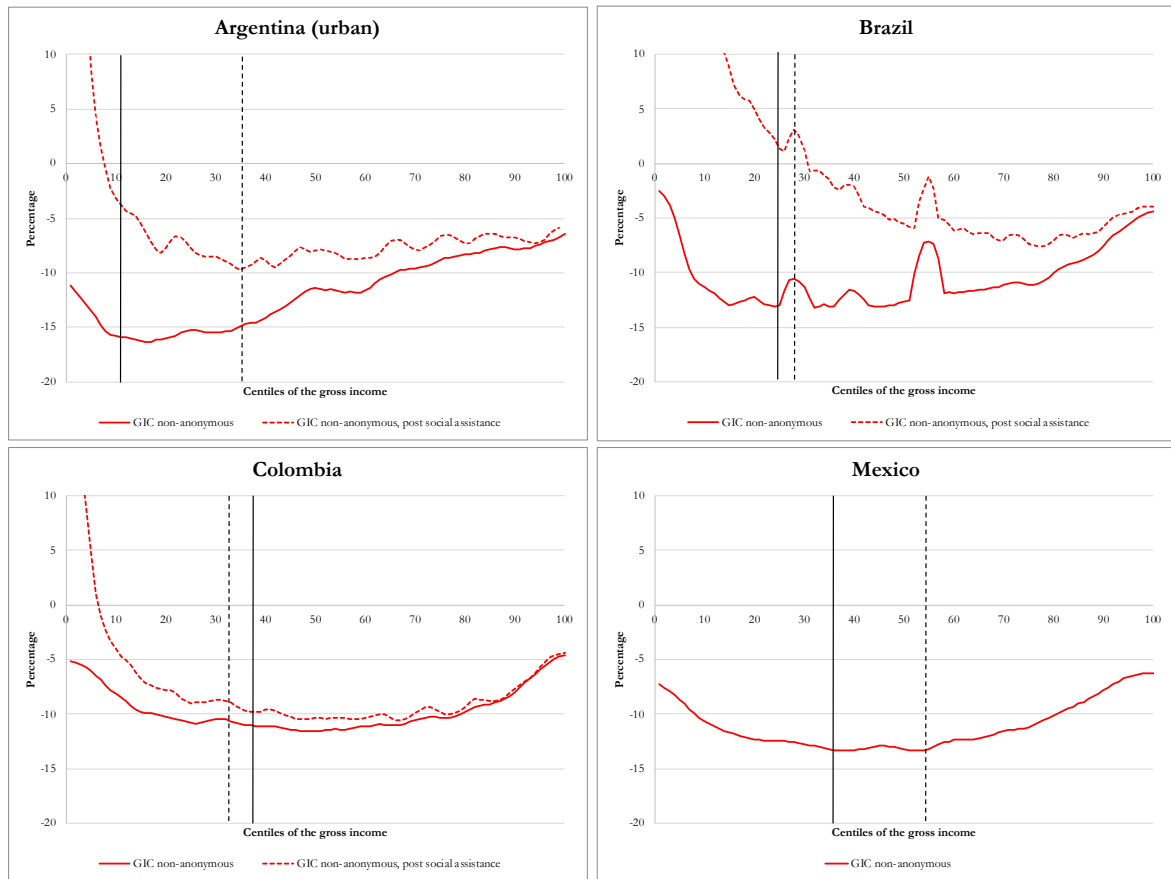 Argentina (urban)
10
5
0
-5
-10
-15
-20
0 10 20 30 40 50 60 70 80 90 100
Percentage
Centiles of the gross income
GIC non-anonymous GIC non-anonymous, post social assistance
Brazil
10
5
0
-5
-10
-15
-20
0 10 20 30 40 50 60 70 80 90 100
Percentage
Centiles of the gross income
GIC non-anonymous GIC non-anonymous, post social assistance
Colombia
10
5
0
-5
-10
-15
-20
0 10 20 30 40 50 60 70 80 90 100
Percentage
Centiles of the gross income
GIC non-anonymous GIC non-anonymous, post social assistance
Mexico
10
5
0
-5
-10
-15
-20
0 10 20 30 40 50 60 70 80 90 100
Percentage
Centiles of the gross income
GIC non-anonymous